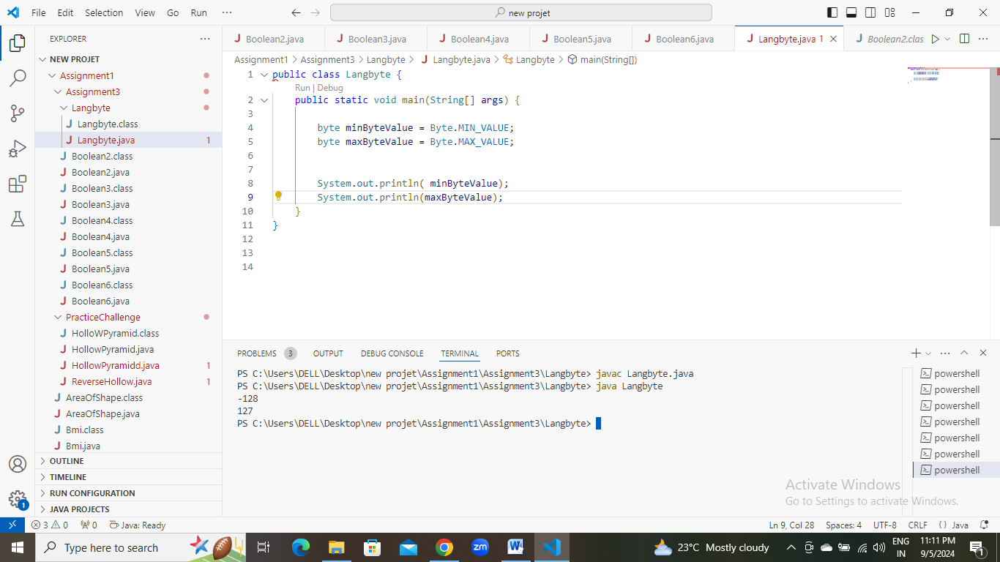 File Edit Selection View Go Run ··· new projet
EXPLORER ···
NEW PROJET
Assignment1
Assignment3
Langbyte
Langbyte.class
Langbyte.java 1
Boolean2.class
Boolean2.java
Boolean3.class
Boolean3.java
Boolean4.class
Boolean4.java
Boolean5.class
Boolean5.java
Boolean6.class
Boolean6.java
PracticeChallenge
HolloWPyramid.class
HollowPyramid.java
HollowPyramidd.java 1
ReverseHollow.java 1
AreaOfShape.class
AreaOfShape.java
Bmi.class
Bmi.java
OUTLINE
TIMELINE
RUN CONFIGURATION
JAVA PROJECTS
Boolean2.java Boolean3.java Boolean4.java Boolean5.java Boolean6.java Langbyte.java 1 Boolean2.clas
Assignment1 > Assignment3 > Langbyte > Langbyte.java > Langbyte > main(String[])
1 public class Langbyte {
Run | Debug
2 public static void main(String[] args) {
3
4 byte minByteValue = Byte.MIN_VALUE;
5 byte maxByteValue = Byte.MAX_VALUE;
6
7
8 System.out.println( minByteValue);
9 System.out.println(maxByteValue);
10 }
11 }
12
13
14
PROBLEMS 3 OUTPUT DEBUG CONSOLE TERMINAL PORTS
PS C:\Users\DELL\Desktop\new projet\Assignment1\Assignment3\Langbyte> javac Langbyte.java
PS C:\Users\DELL\Desktop\new projet\Assignment1\Assignment3\Langbyte> java Langbyte
-128
127
PS C:\Users\DELL\Desktop\new projet\Assignment1\Assignment3\Langbyte>
powershell
powershell
powershell
powershell
powershell
powershell
powershell
Activate Windows
Go to Settings to activate Windows.
1
3 0 0 Java: Ready Ln 9, Col 28 Spaces: 4 UTF-8 CRLF {} Java
Type here to search zm W 23°C Mostly cloudy ENG 11:11 PM
IN 9/5/2024 1